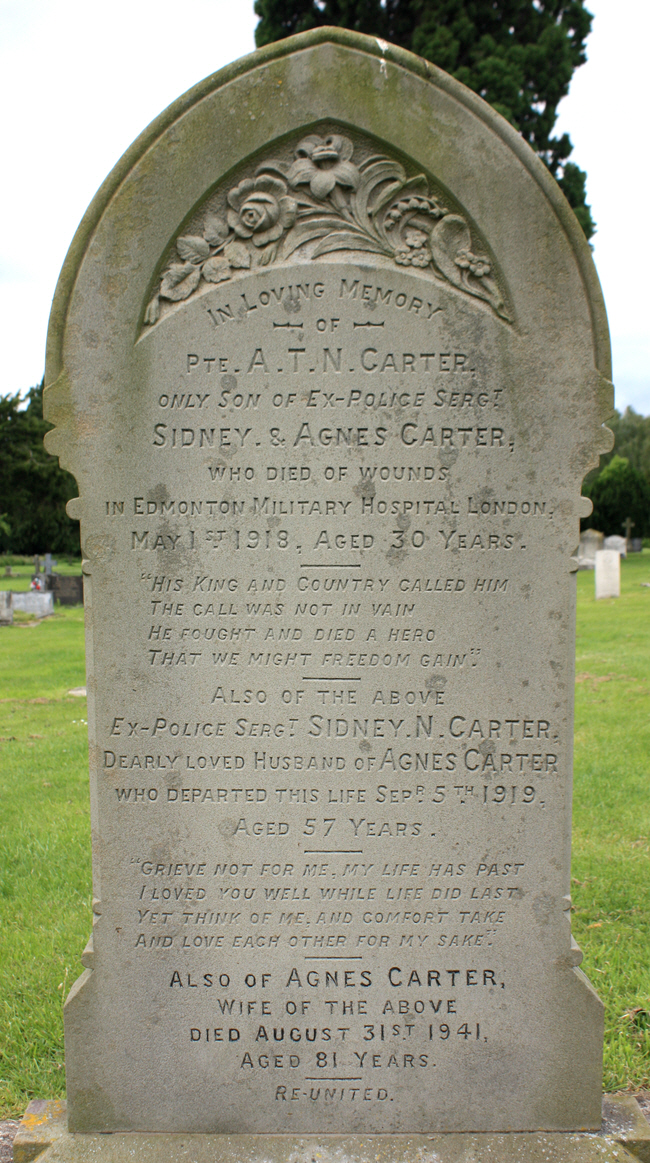 In Loving Memory
of
Pte. A. T. N. Carter.
only Son of Ex-Police Sergt
Sidney. & Agnes Carter,
who died of wounds
in Edmonton Military Hospital London.
May 1st 1918, Aged 30 Years.
"His King and Country called him
The call was not in vain
He fought and died a hero
That we might freedom gain".
Also of the above
Ex-Police Sergt Sidney. N. Carter.
Dearly loved Husband of Agnes Carter
who departed this life Sepr 5th 1919,
Aged 57 Years.
"Grieve not for me, my life has past
I loved you well while life did last
Yet think of me, and comfort take
And love each other for my sake".
Also of Agnes Carter,
Wife of the above
died August 31st 1941,
Aged 81 Years.
Re-united.